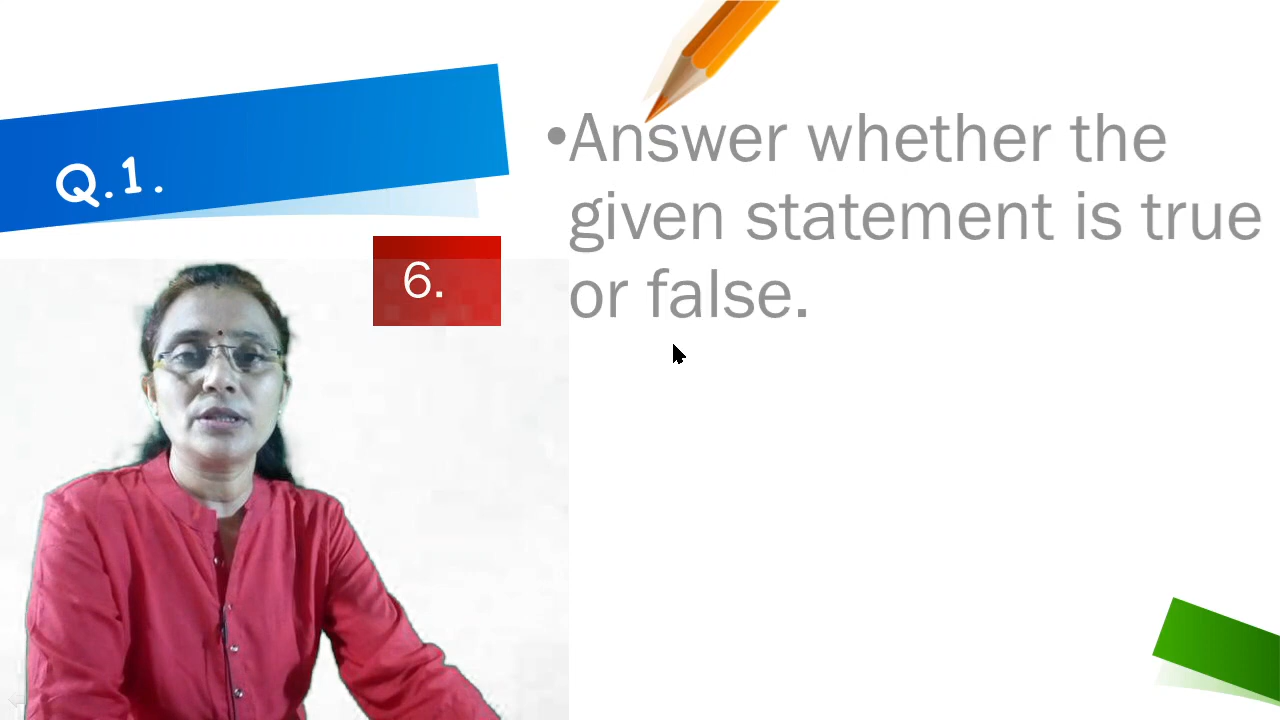 Q.1.
•Answer whether the
given statement is true
or false.
6.